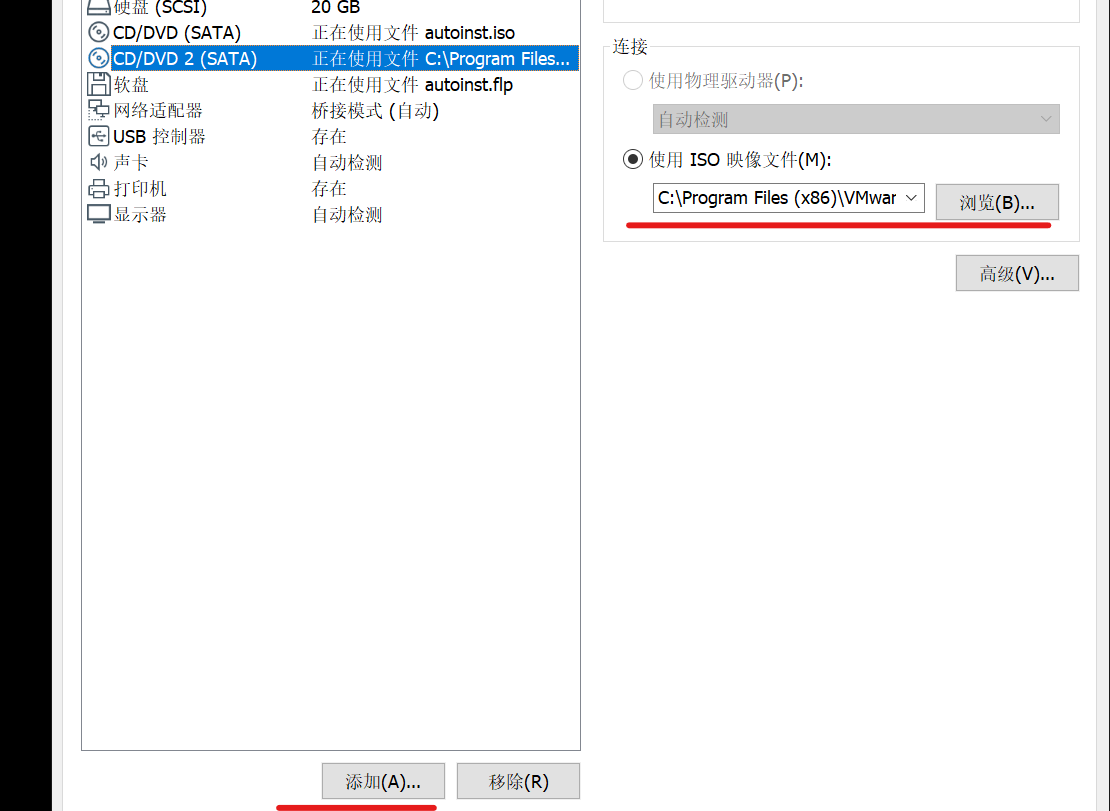 硬盘 (SCSI) 20 GB
CD/DVD (SATA) 正在使用文件 autoinst.iso
CD/DVD 2 (SATA) 正在使用文件 C:\Program Files...
软盘 正在使用文件 autoinst.flp
网络适配器 桥接模式 (自动)
USB 控制器 存在
声卡 自动检测
打印机 存在
显示器 自动检测
添加(A)... 移除(R)
连接
使用物理驱动器(P):
自动检测
使用 ISO 映像文件(M):
C:\Program Files (x86)\VMwar 浏览(B)...
高级(V)...